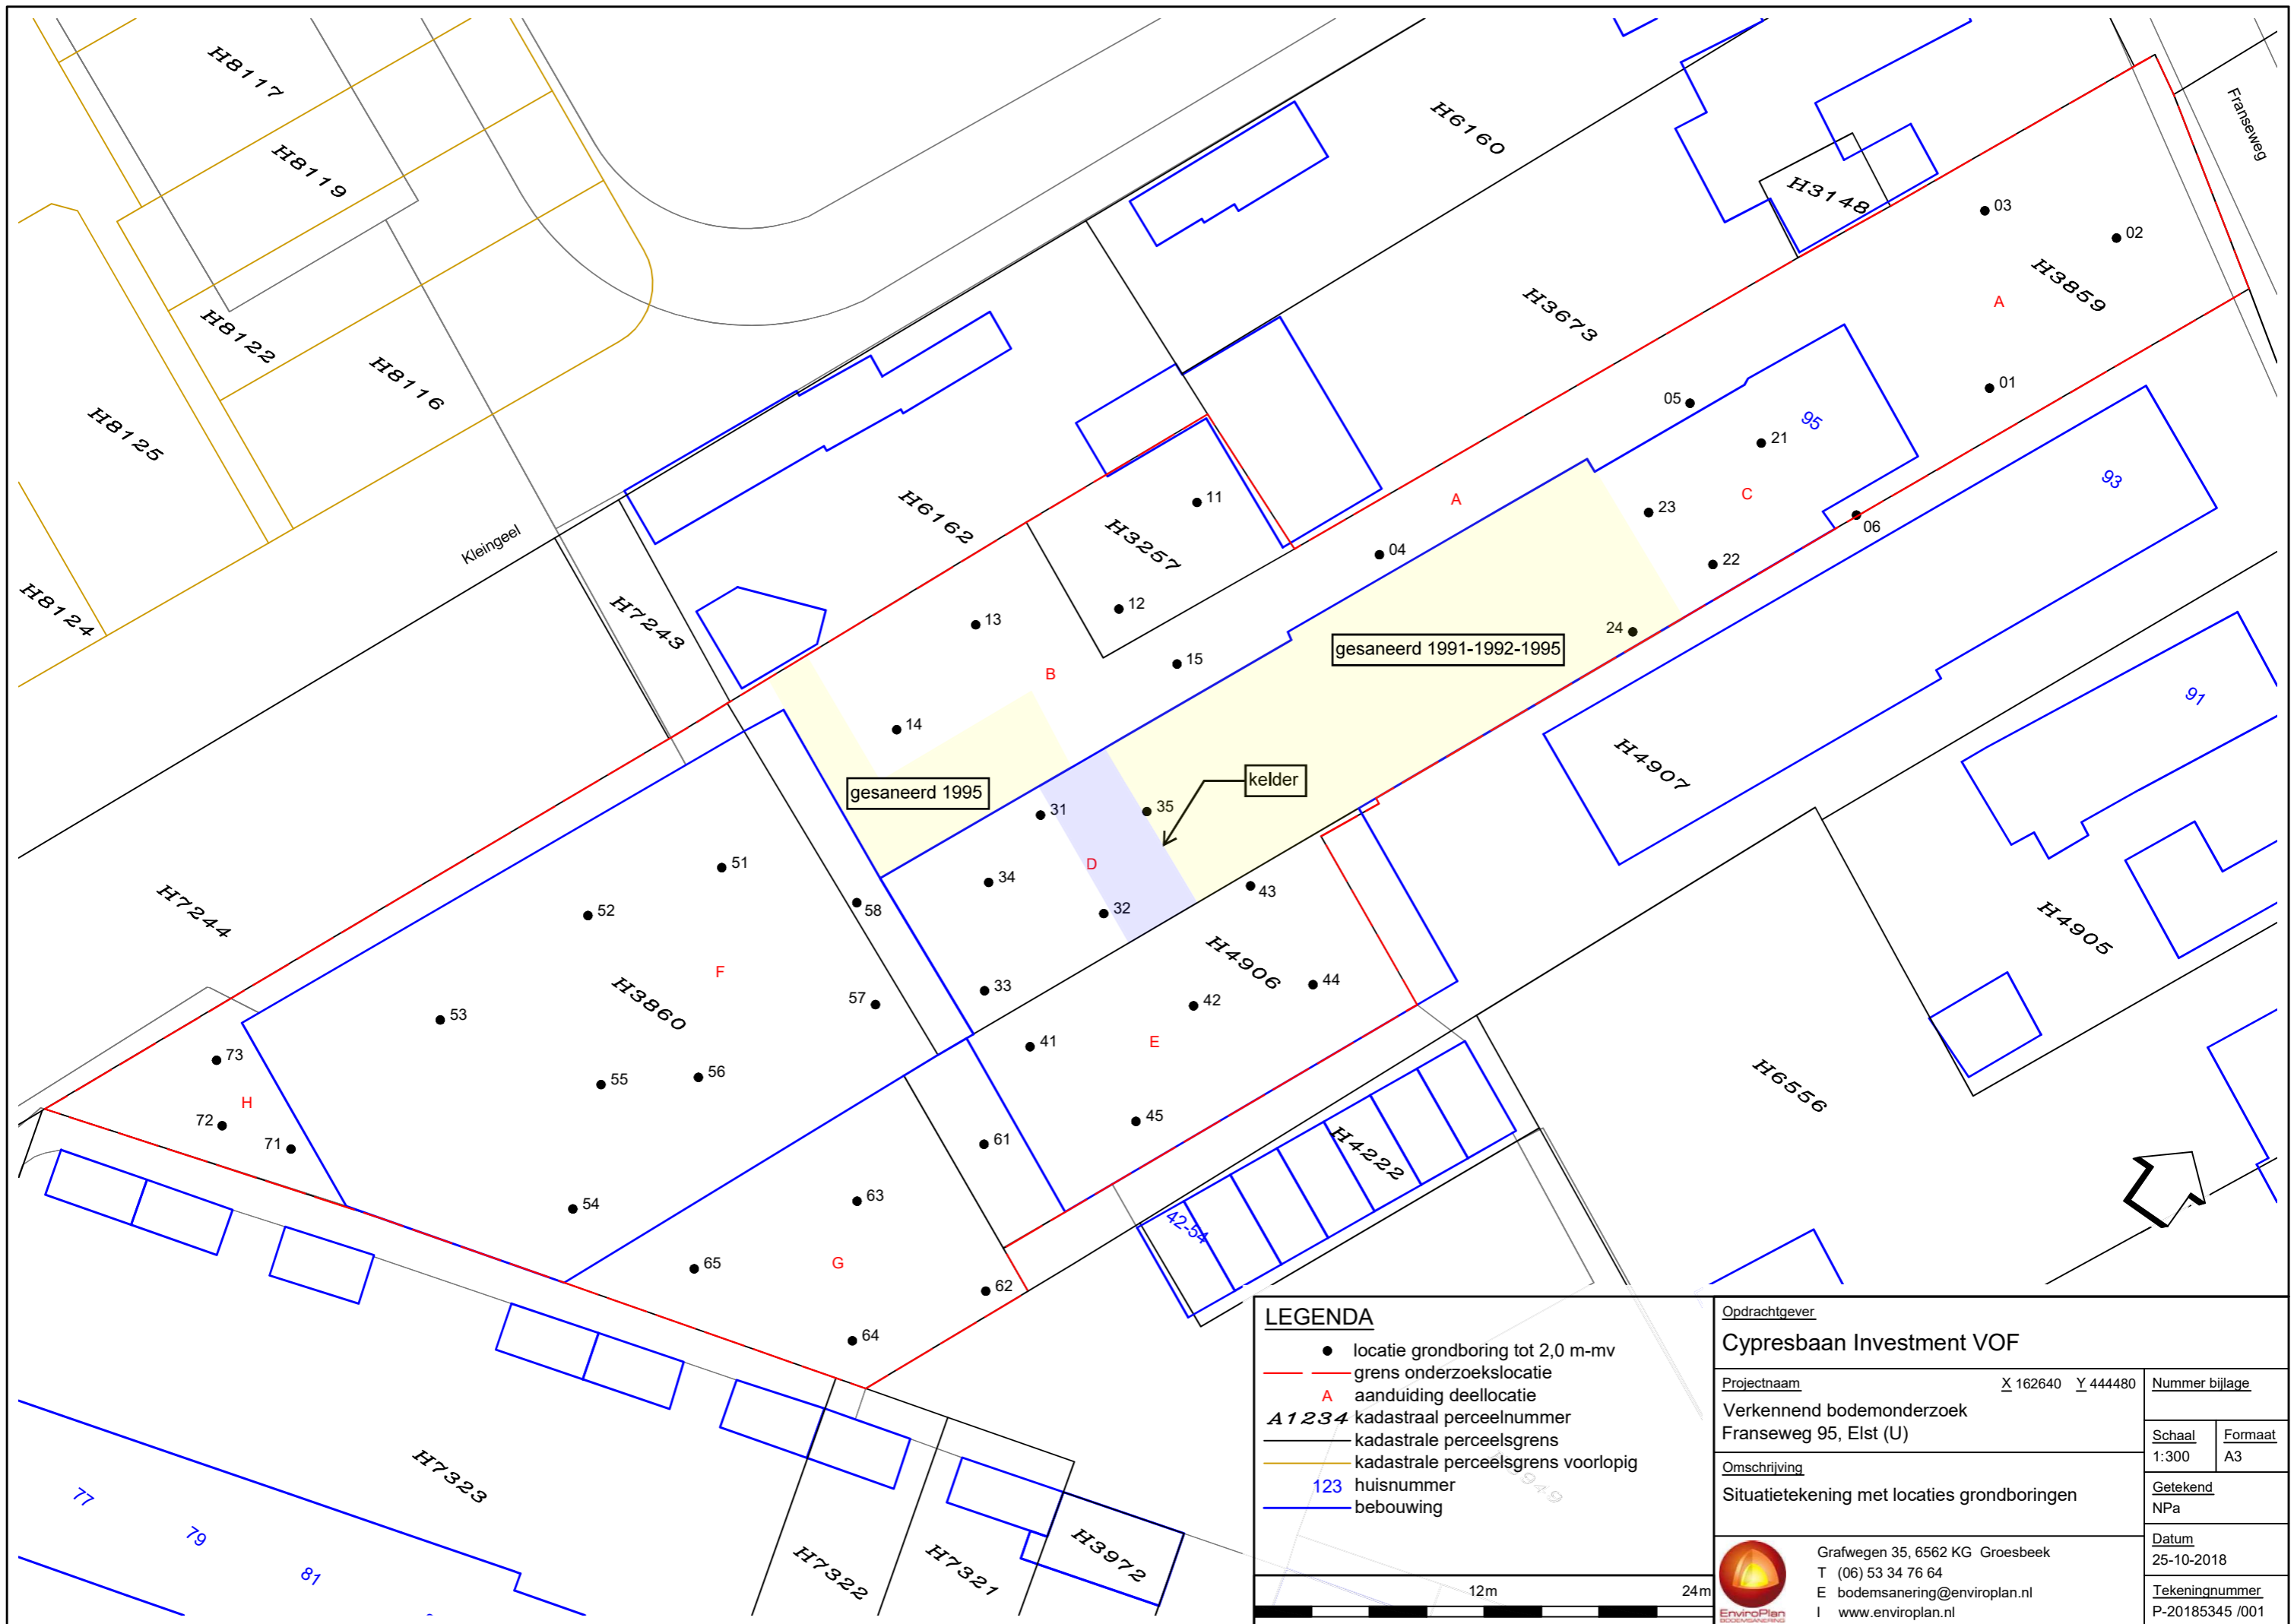 H8117
H8119
H8122
H8116
H8125
H8124
Kleingeel
H7243
H6162
H3257
H6160
H3673
H3148
H3859
Franseweg
03
02
A
01
05
95
21
C
23
22
24
06
93
91
A
04
11
12
13
14
15
B
gesaneerd 1991-1992-1995
gesaneerd 1995
kelder
31
35
34
D
32
33
43
H4906
44
42
41
E
45
H4907
H4905
H6556
H4222
42-54
H7244
51
52
58
F
H3860
57
53
56
55
54
73
H
72
71
61
63
65
G
62
64
H7323
77
79
81
H7322
H7321
H3972
LEGENDA
locatie grondboring tot 2,0 m-mv
grens onderzoekslocatie
A aanduiding deellocatie
A1234 kadastraal perceelnummer
kadastrale perceelsgrens
kadastrale perceelsgrens voorlopig
123 huisnummer
bebouwing
12m 24m
Opdrachtgever
Cypresbaan Investment VOF
Projectnaam X 162640 Y 444480
Verkennend bodemonderzoek
Franseweg 95, Elst (U)
Nummer bijlage
Schaal
1:300
Formaat
A3
Omschrijving
Situatietekening met locaties grondboringen
Getekend
NPa
Datum
25-10-2018
Tekeningnummer
P-20185345 /001
EnviroPlan
BODEMSANERING
Grafwegen 35, 6562 KG Groesbeek
T (06) 53 34 76 64
E bodemsanering@enviroplan.nl
I www.enviroplan.nl